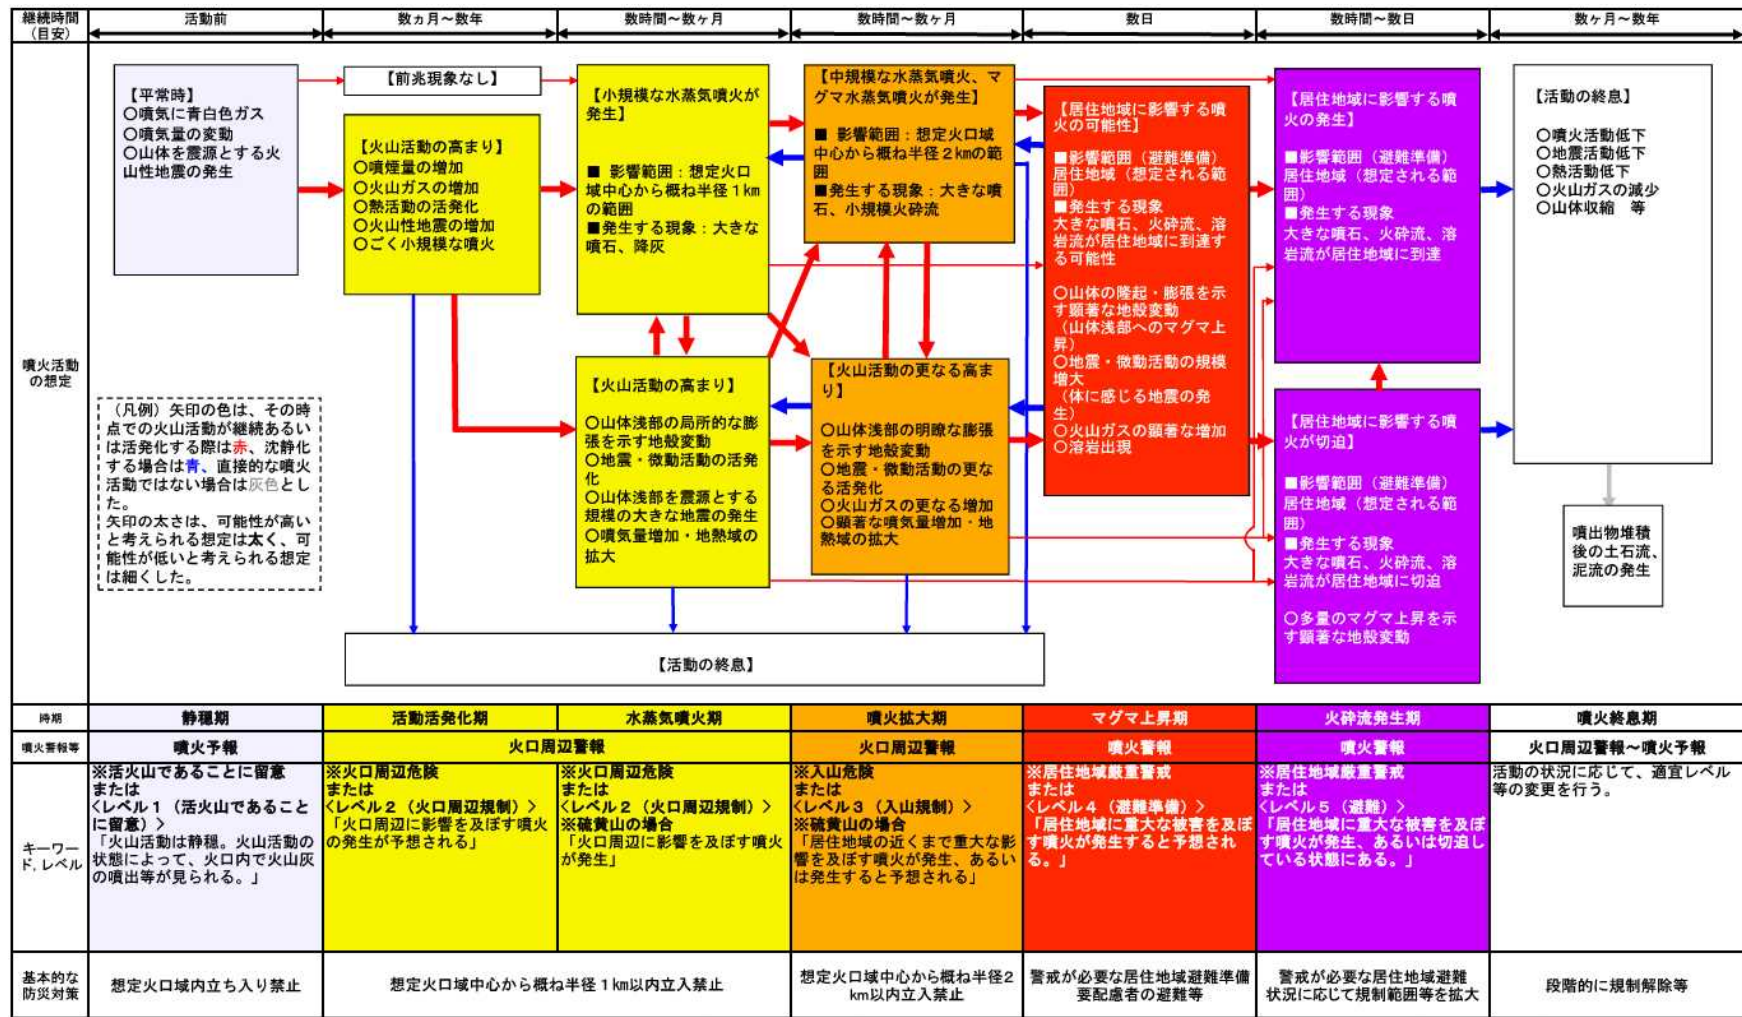 継続時間
（目安）
活動前
数ヵ月～数年
数時間～数ヶ月
数時間～数ヶ月
数日
数時間～数日
数ヶ月～数年
噴火活動
の想定
【平常時】
○噴気に青白色ガス
○噴気量の変動
○山体を震源とする火
山性地震の発生
（凡例）矢印の色は、その時
点での火山活動が継続あるい
は活発化する際は赤、沈静化
する場合は青、直接的な噴火
活動ではない場合は灰色とし
た。
矢印の太さは、可能性が高い
と考えられる想定は太く、可
能性が低いと考えられる想定
は細くした。
【前兆現象なし】
【火山活動の高まり】
○噴煙量の増加
○火山ガスの増加
○熱活動の活発化
○火山性地震の増加
○ごく小規模な噴火
【小規模な水蒸気噴火が
発生】
■ 影響範囲：想定火口
域中心から概ね半径１km
の範囲
■発生する現象：大きな
噴石、降灰
【火山活動の高まり】
○山体浅部の局所的な膨
張を示す地殻変動
○地震・微動活動の活発
化
○山体浅部を震源とする
規模の大きな地震の発生
○噴気量増加・地熱域の
拡大
【中規模な水蒸気噴火、マ
グマ水蒸気噴火が発生】
■ 影響範囲：想定火口域
中心から概ね半径２kmの範
囲
■発生する現象：大きな噴
石、小規模火砕流
【火山活動の更なる高ま
り】
○山体浅部の明瞭な膨張
を示す地殻変動
○地震・微動活動の更な
る活発化
○火山ガスの更なる増加
○顕著な噴気量増加・地
熱域の拡大
【居住地域に影響する噴
火の可能性】
■影響範囲（避難準備）
居住地域（想定される範
囲）
■発生する現象
大きな噴石、火砕流、溶
岩流が居住地域に到達す
る可能性
○山体の隆起・膨張を示
す顕著な地殻変動
（山体浅部へのマグマ上
昇）
○地震・微動活動の規模
増大
（体に感じる地震の発
生）
○火山ガスの顕著な増加
○溶岩出現
【居住地域に影響する噴
火の発生】
■影響範囲（避難準備）
居住地域（想定される範
囲）
■発生する現象
大きな噴石、火砕流、溶
岩流が居住地域に到達
【居住地域に影響する噴
火が切迫】
■影響範囲（避難準備）
居住地域（想定される範
囲）
■発生する現象
大きな噴石、火砕流、溶
岩流が居住地域に切迫
○多量のマグマ上昇を示
す顕著な地殻変動
【活動の終息】
○噴火活動低下
○地震活動低下
○熱活動低下
○火山ガスの減少
○山体収縮　等
噴出物堆積
後の土石流、
泥流の発生
【活動の終息】
時期
静穏期
活動活発化期
水蒸気噴火期
噴火拡大期
マグマ上昇期
火砕流発生期
噴火終息期
噴火警報等
噴火予報
火口周辺警報
火口周辺警報
噴火警報
噴火警報
火口周辺警報～噴火予報
キーワー
ド, レベル
※活火山であることに留意
または
＜レベル１（活火山であること
に留意）＞
「火山活動は静穏。火山活動の
状態によって、火口内で火山灰
の噴出等が見られる。」
※火口周辺危険
または
＜レベル２（火口周辺規制）＞
「火口周辺に影響を及ぼす噴火
の発生が予想される」
※火口周辺危険
または
＜レベル２（火口周辺規制）＞
※硫黄山の場合
「火口周辺に影響を及ぼす噴火
が発生」
※入山危険
または
＜レベル３（入山規制）＞
※硫黄山の場合
「居住地域の近くまで重大な影
響を及ぼす噴火が発生、あるい
は発生すると予想される」
※居住地域厳重警戒
または
＜レベル４（避難準備）＞
「居住地域に重大な被害を及ぼ
す噴火が発生すると予想され
る。」
※居住地域厳重警戒
または
＜レベル５（避難）＞
「居住地域に重大な被害を及ぼ
す噴火が発生、あるいは切迫し
ている状態にある。」
活動の状況に応じて、適宜レベル
等の変更を行う。
基本的な
防災対策
想定火口域内立ち入り禁止
想定火口域中心から概ね半径１km以内立入禁止
想定火口域中心から概ね半径２
km以内立入禁止
警戒が必要な居住地域避難準備
要配慮者の避難等
警戒が必要な居住地域避難
状況に応じて規制範囲等を拡大
段階的に規制解除等